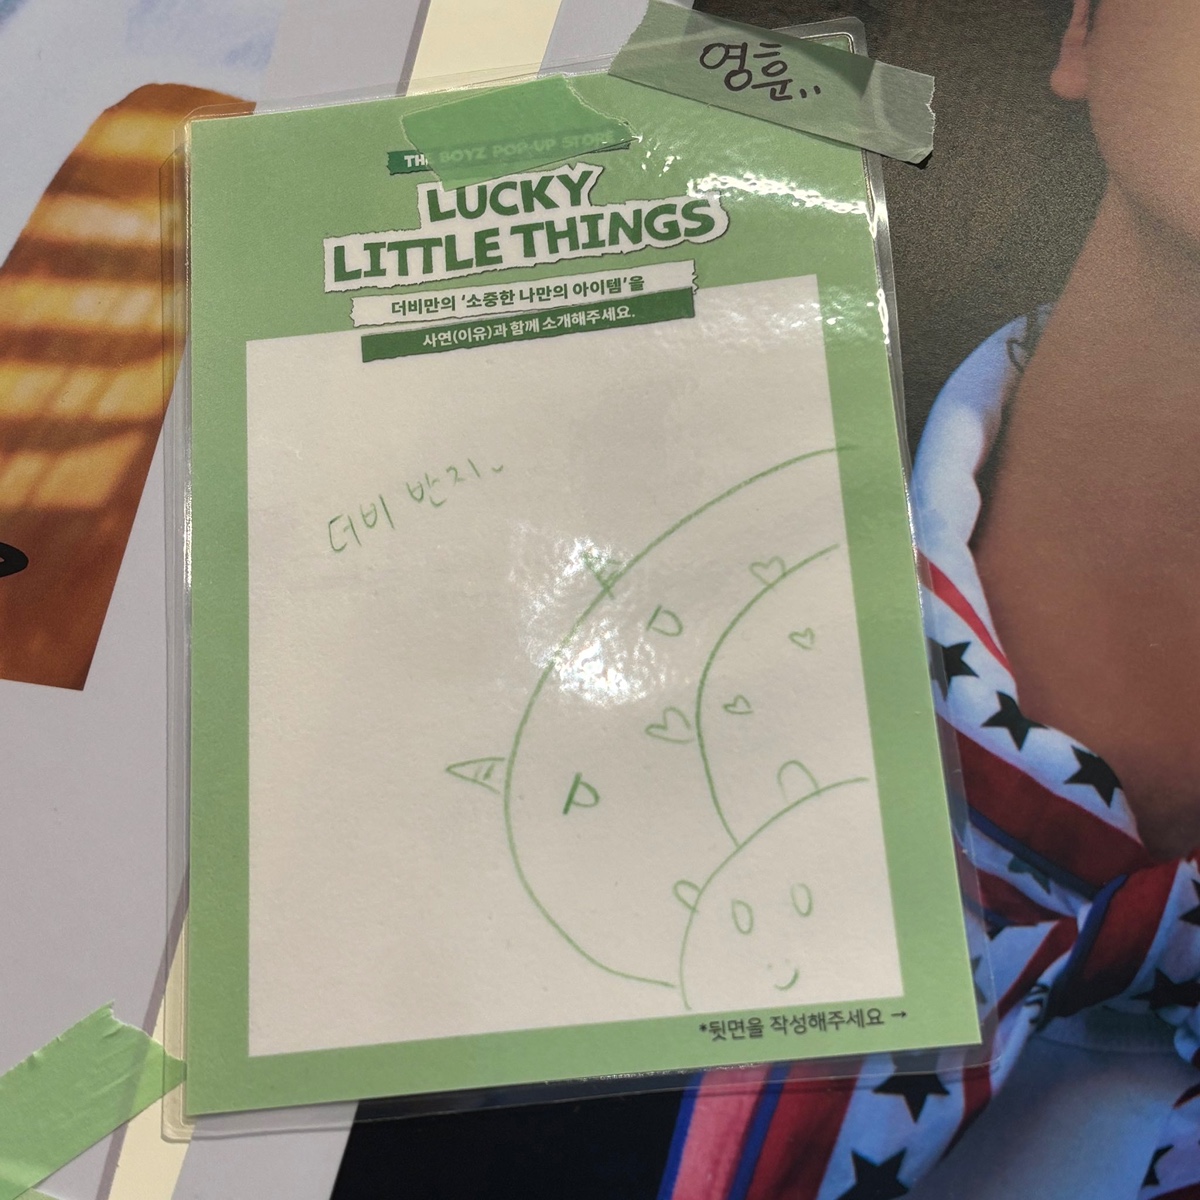 영훈..
THE BOYZ POP-UP STORE
LUCKY
LITTLE THINGS
더비만의 '소중한 나만의 아이템'을
사연(이유)과 함께 소개해주세요.
더비 반지~
*뒷면을 작성해주세요 →